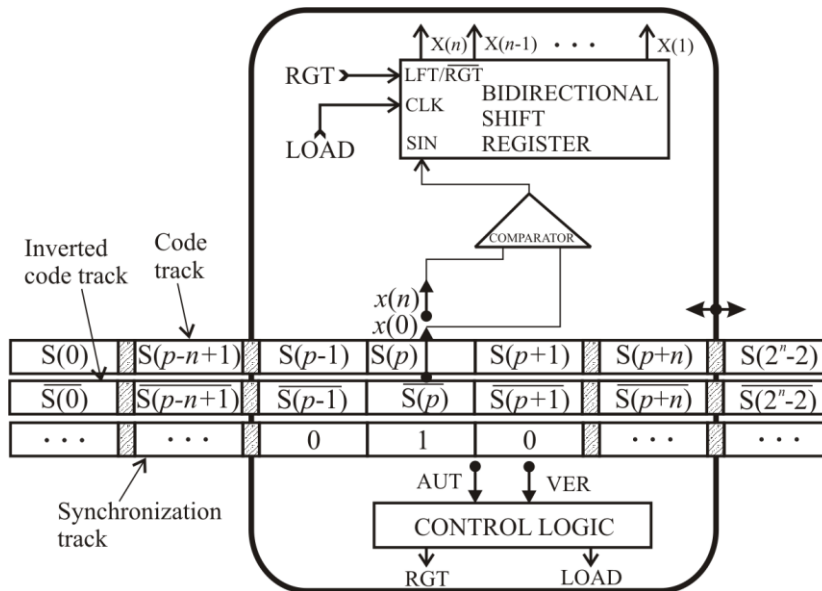 X(n) X(n-1) · · · X(1)
RGT
LFT/R̅G̅T̅
BIDIRECTIONAL
SHIFT
REGISTER
CLK
LOAD
SIN
COMPARATOR
Inverted
code track
Code
track
x(n)
x(0)
S(0) S(p-n+1) S(p-1) S(p) S(p+1) S(p+n) S(2ⁿ-2)
S̅(̅0̅)̅ S̅(̅p̅-̅n̅+̅1̅)̅ S̅(̅p̅-̅1̅)̅ S̅(̅p̅)̅ S̅(̅p̅+̅1̅)̅ S̅(̅p̅+̅n̅)̅ S̅(̅2̅ⁿ̅-̅2̅)̅
· · · · · · 0 1 0 · · · · · ·
Synchronization
track
AUT VER
CONTROL LOGIC
RGT LOAD